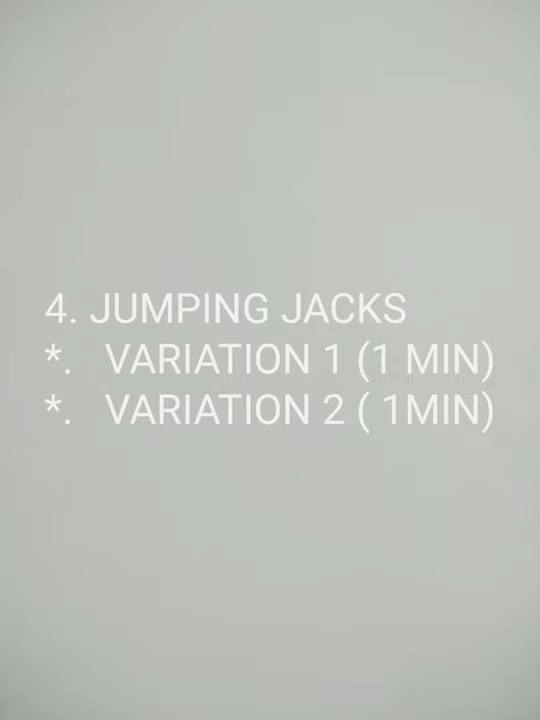 4. JUMPING JACKS
*. VARIATION 1 (1 MIN)
*. VARIATION 2 ( 1MIN)